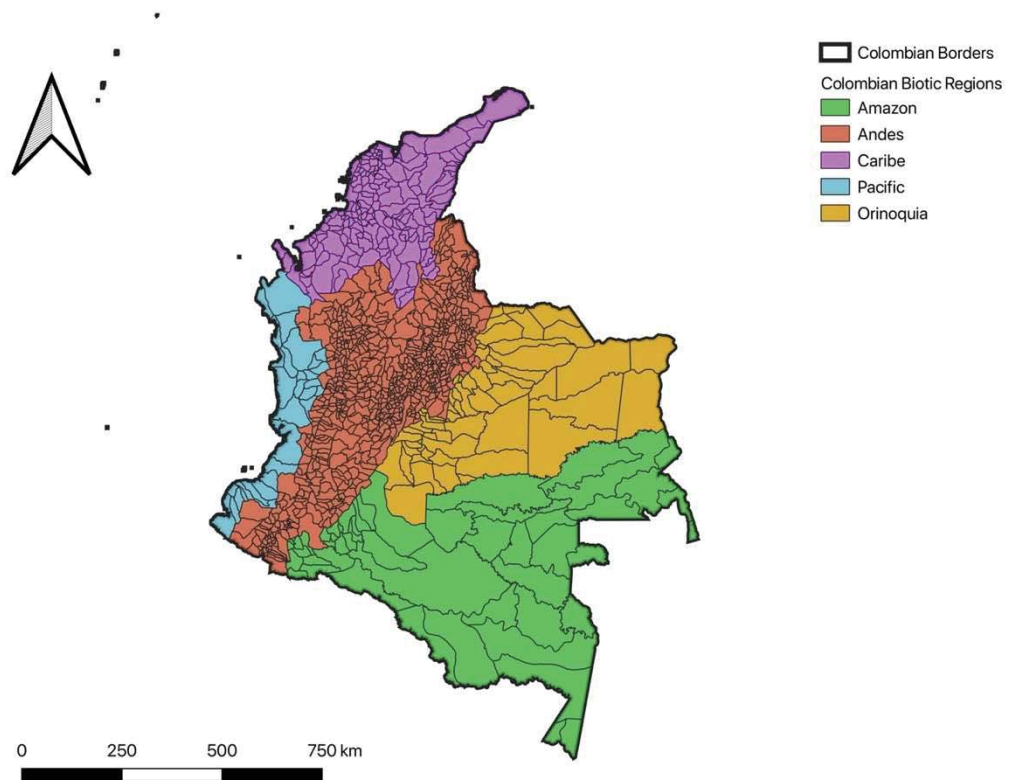 Colombian Borders
Colombian Biotic Regions
Amazon
Andes
Caribe
Pacific
Orinoquia
0 250 500 750 km